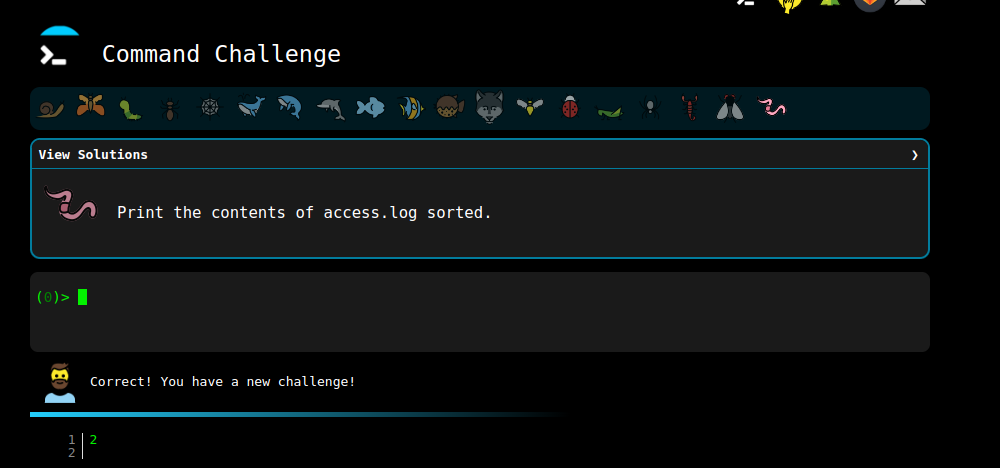 Command Challenge
View Solutions ❯
Print the contents of access.log sorted.
(0)>
Correct! You have a new challenge!
1 2
2